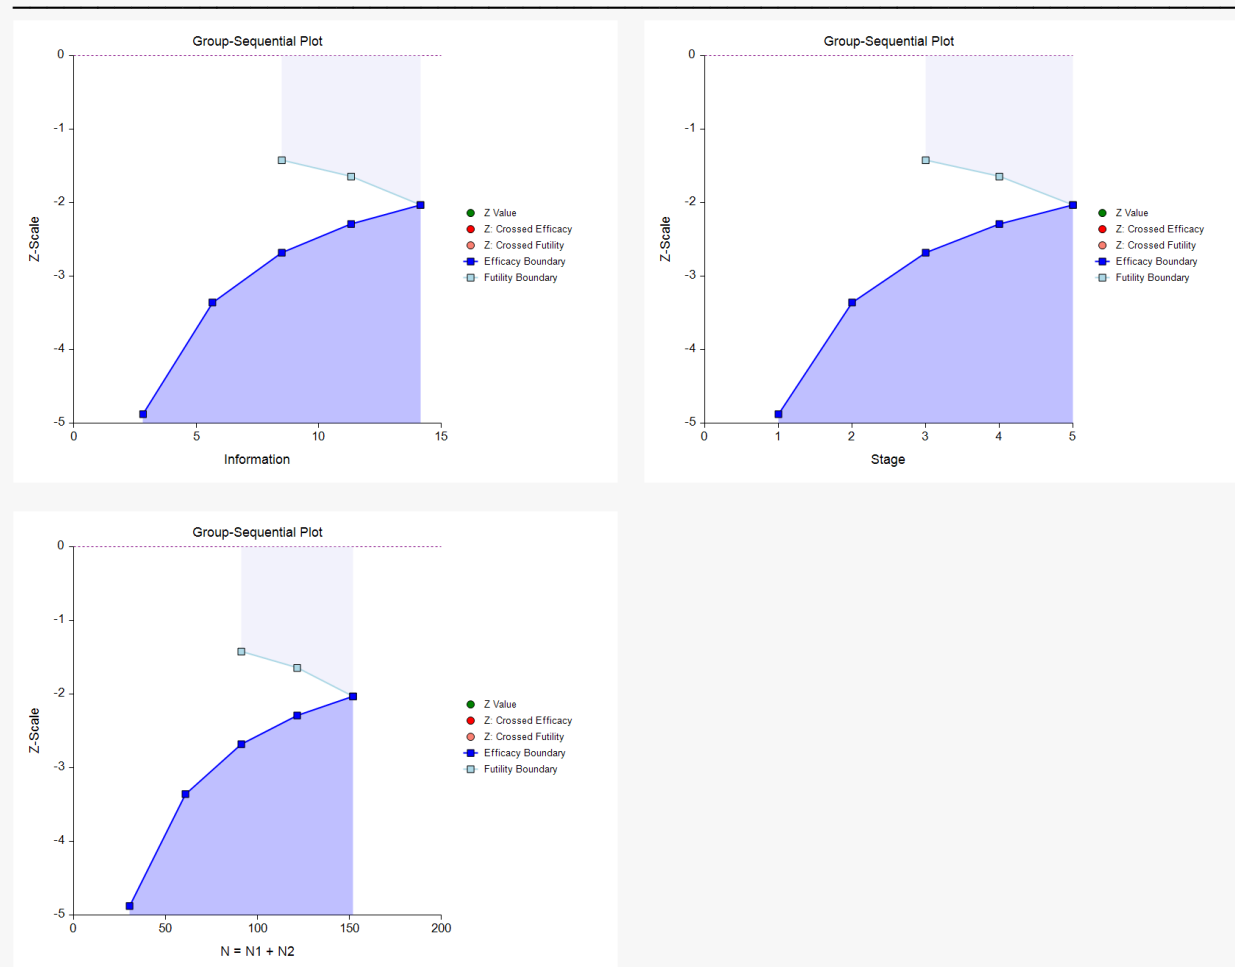 Group-Sequential Plot
0
-1
-2
-3
-4
-5
Z-Scale
0
5
10
15
Information
Z Value
Z: Crossed Efficacy
Z: Crossed Futility
Efficacy Boundary
Futility Boundary
Group-Sequential Plot
0
-1
-2
-3
-4
-5
Z-Scale
0
1
2
3
4
5
Stage
Z Value
Z: Crossed Efficacy
Z: Crossed Futility
Efficacy Boundary
Futility Boundary
Group-Sequential Plot
0
-1
-2
-3
-4
-5
Z-Scale
0
50
100
150
200
N = N1 + N2
Z Value
Z: Crossed Efficacy
Z: Crossed Futility
Efficacy Boundary
Futility Boundary